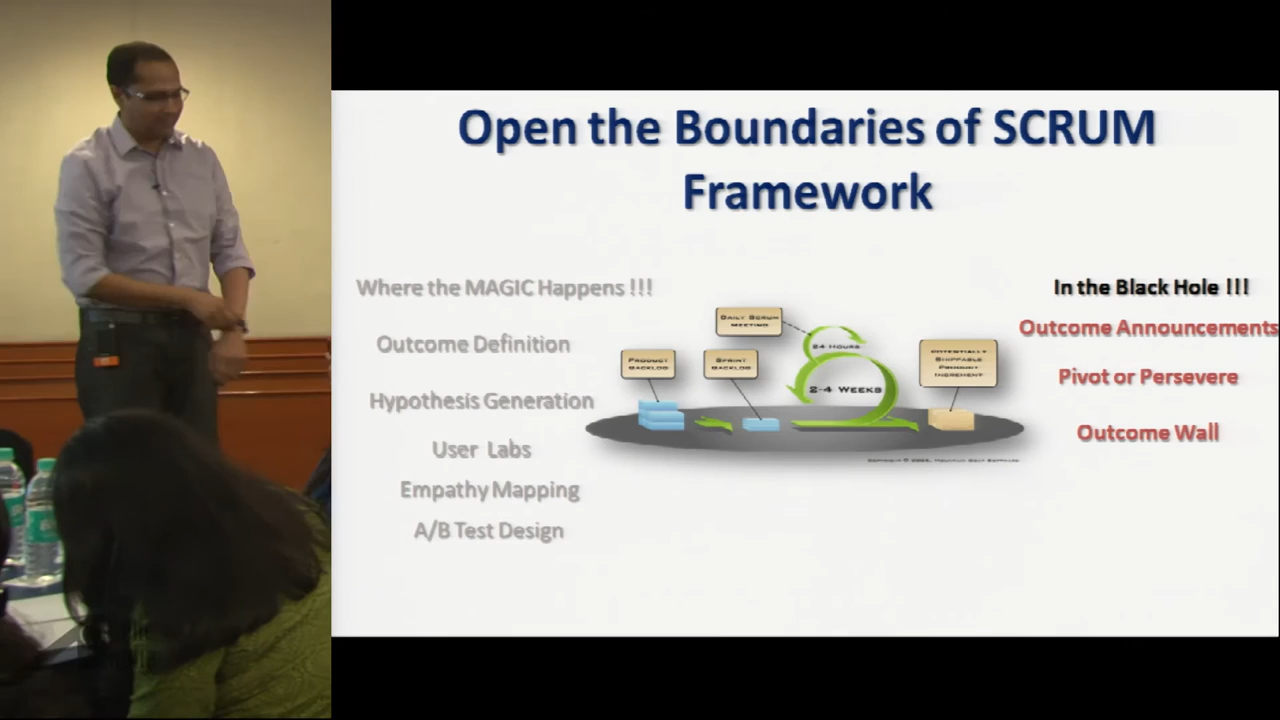 Open the Boundaries of SCRUM
Framework
Where the MAGIC Happens !!!
Outcome Definition
Hypothesis Generation
User Labs
Empathy Mapping
A/B Test Design
DAILY SCRUM
MEETING
24 HOURS
PRODUCT
BACKLOG
SPRINT
BACKLOG
2-4 WEEKS
POTENTIALLY
SHIPPABLE
PRODUCT
INCREMENT
In the Black Hole !!!
Outcome Announcements
Pivot or Persevere
Outcome Wall